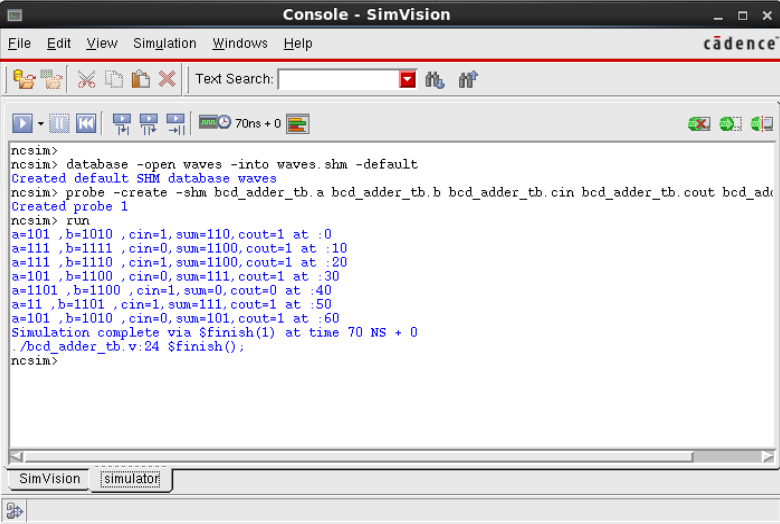 Console - SimVision
File Edit View Simulation Windows Help
cādence
Text Search:
70ns + 0
ncsim>
ncsim> database -open waves -into waves.shm -default
Created default SHM database waves
ncsim> probe -create -shm bcd_adder_tb.a bcd_adder_tb.b bcd_adder_tb.cin bcd_adder_tb.cout bcd_add
Created probe 1
ncsim> run
a=101 ,b=1010 ,cin=1,sum=110,cout=1 at :0
a=111 ,b=1111 ,cin=0,sum=1100,cout=1 at :10
a=111 ,b=1110 ,cin=1,sum=1100,cout=1 at :20
a=101 ,b=1100 ,cin=0,sum=111,cout=1 at :30
a=1101 ,b=1100 ,cin=1,sum=0,cout=0 at :40
a=11 ,b=1101 ,cin=1,sum=111,cout=1 at :50
a=101 ,b=1010 ,cin=0,sum=101,cout=1 at :60
Simulation complete via $finish(1) at time 70 NS + 0
./bcd_adder_tb.v:24 $finish();
ncsim>
SimVision simulator